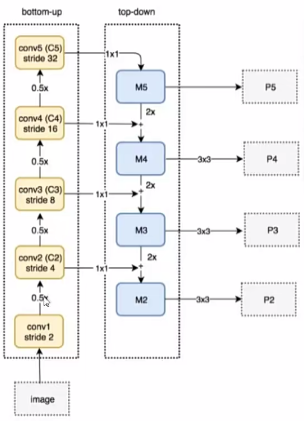 bottom-up
top-down
conv5 (C5)
stride 32
1x1
M5
P5
0.5x
2x
conv4 (C4)
stride 16
1x1
+
M4
3x3
P4
0.5x
2x
conv3 (C3)
stride 8
1x1
+
M3
3x3
P3
0.5x
2x
conv2 (C2)
stride 4
1x1
+
M2
3x3
P2
0.5x
conv1
stride 2
image